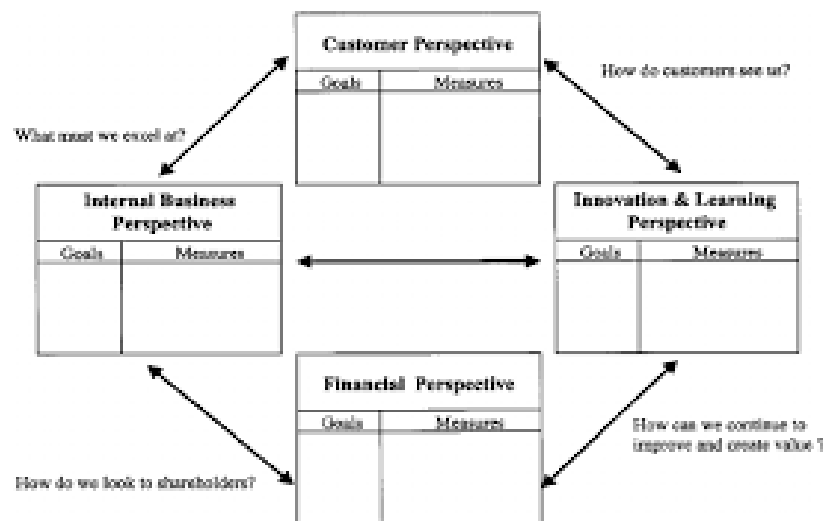 Customer Perspective
Goals Measures
How do customers see us?
What must we excel at?
Internal Business
Perspective
Goals Measures
Innovation & Learning
Perspective
Goals Measures
Financial Perspective
Goals Measures
How can we continue to
improve and create value ?
How do we look to shareholders?